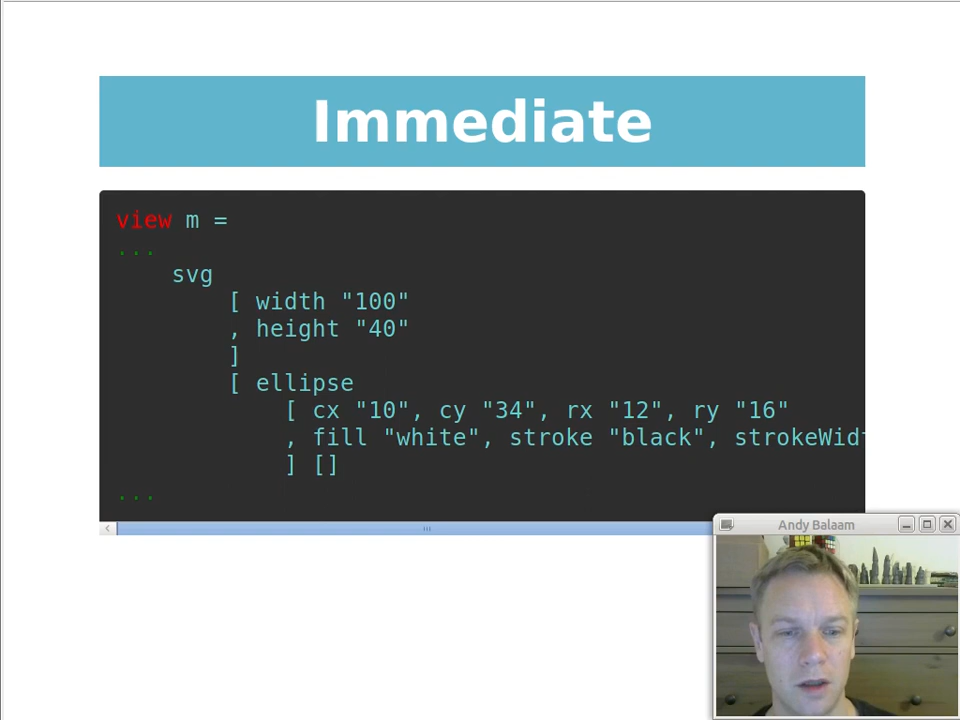 Immediate
view m =
...
svg
[ width "100"
, height "40"
]
[ ellipse
[ cx "10", cy "34", rx "12", ry "16"
, fill "white", stroke "black", strokeWid
] []
...
Andy Balaam